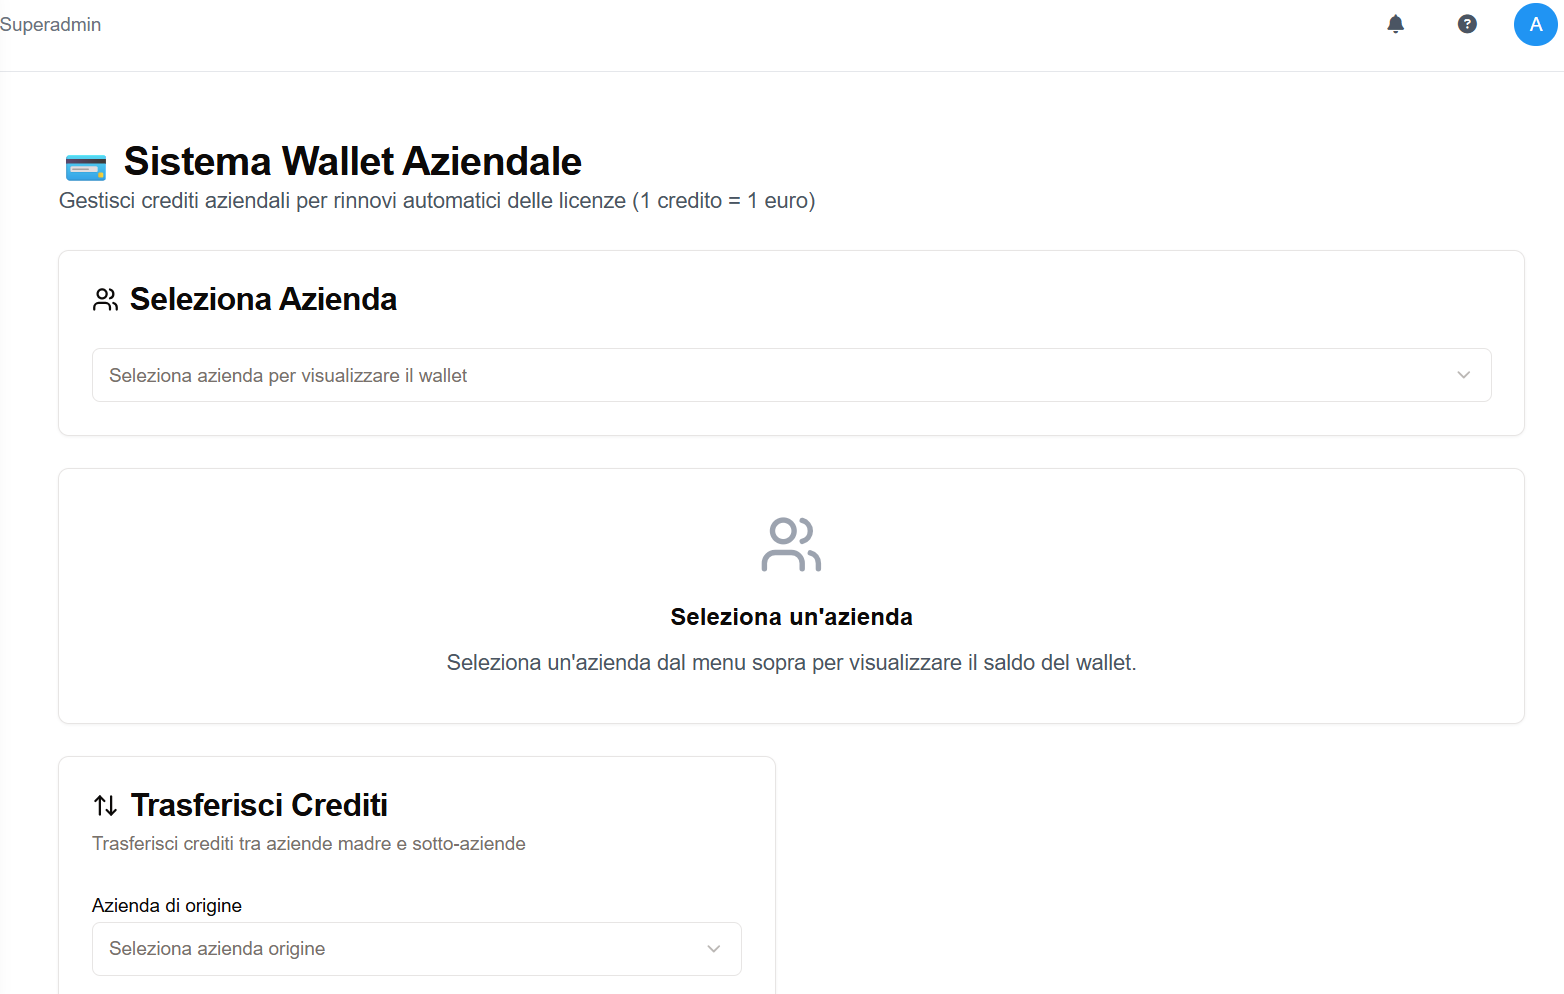 Superadmin
?
A
Sistema Wallet Aziendale
Gestisci crediti aziendali per rinnovi automatici delle licenze (1 credito = 1 euro)
Seleziona Azienda
Seleziona azienda per visualizzare il wallet
Seleziona un'azienda
Seleziona un'azienda dal menu sopra per visualizzare il saldo del wallet.
Trasferisci Crediti
Trasferisci crediti tra aziende madre e sotto-aziende
Azienda di origine
Seleziona azienda origine